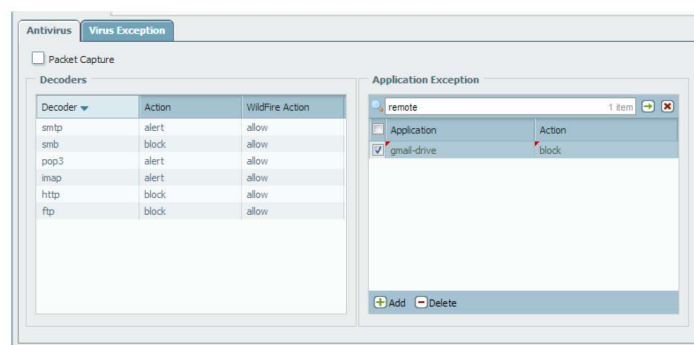 Antivirus Virus Exception
Packet Capture
Decoders
Decoder Action WildFire Action
smtp alert allow
smb block allow
pop3 alert allow
imap alert allow
http block allow
ftp block allow
Application Exception
remote 1 item
Application Action
gmail-drive block
Add Delete